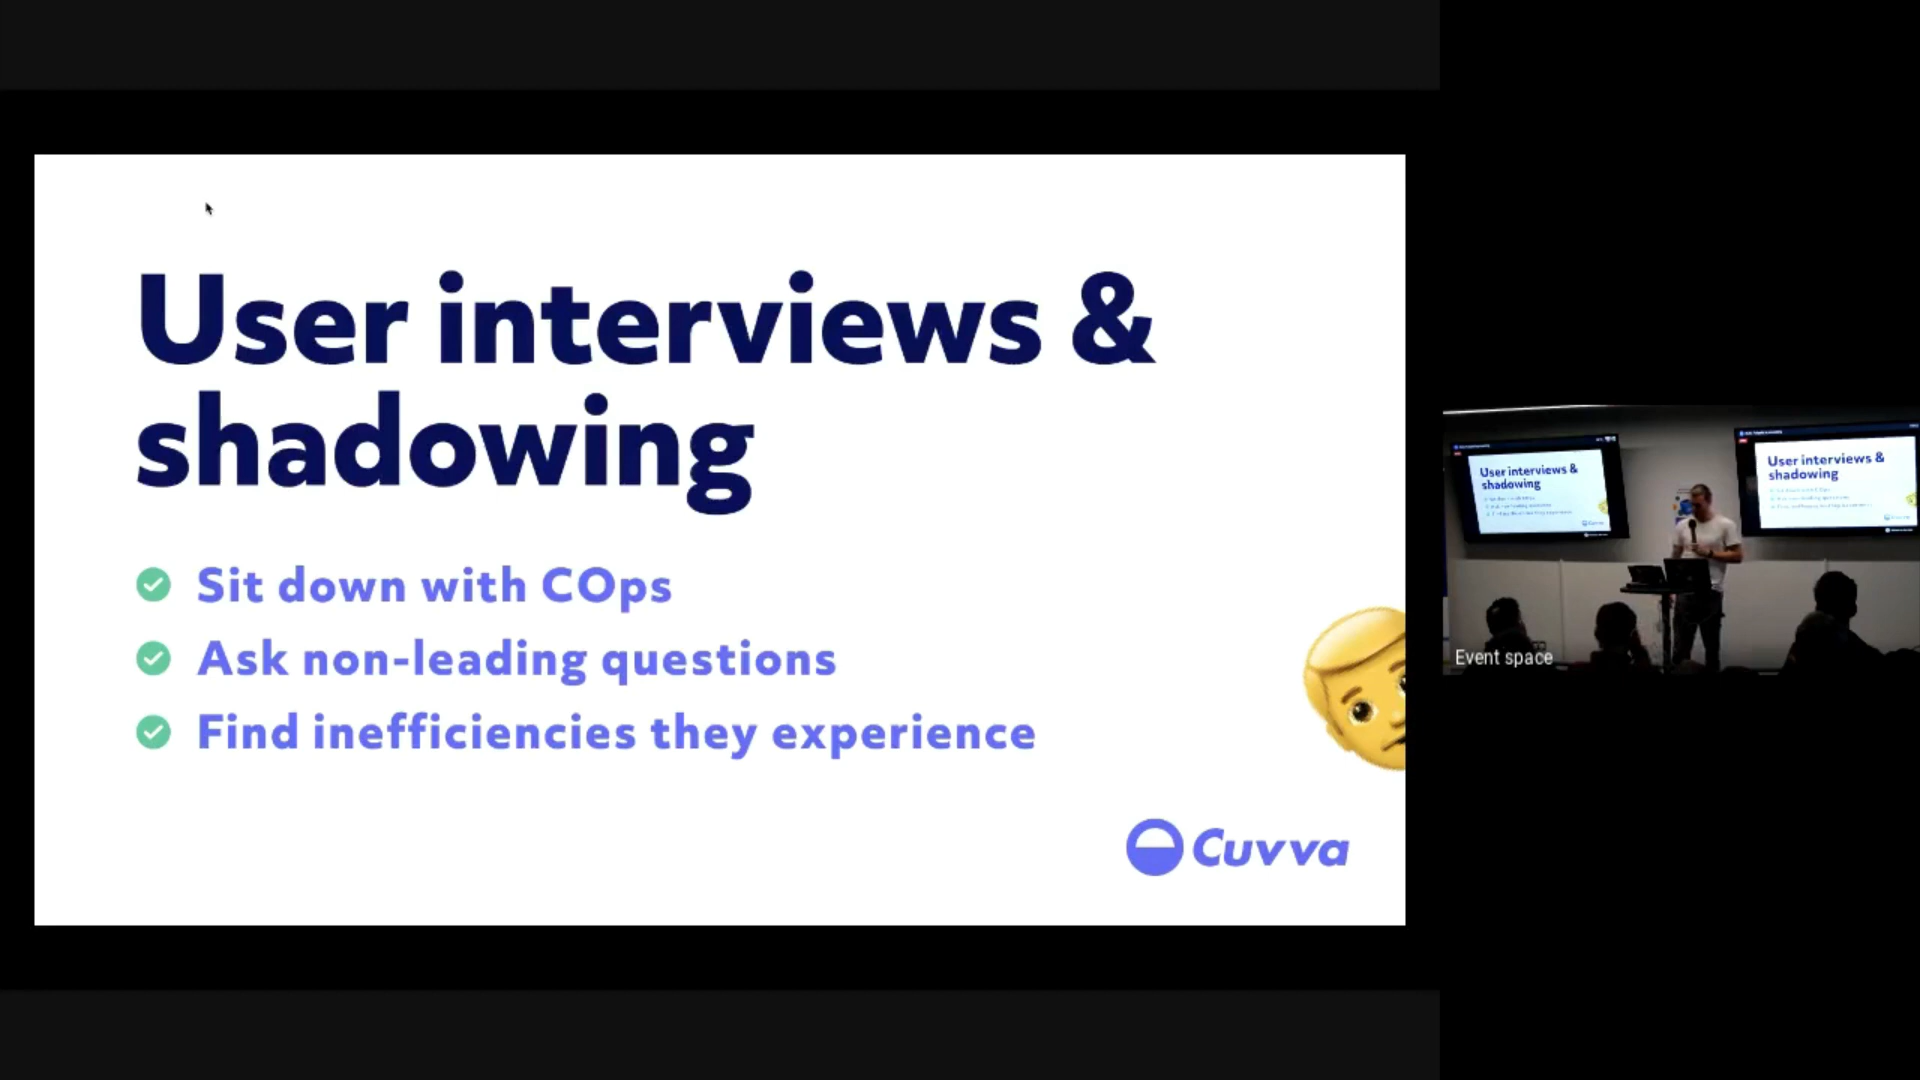 User interviews &
shadowing
Sit down with COps
Ask non-leading questions
Find inefficiencies they experience
Cuvva
User interviews &
shadowing
User interviews &
shadowing
Event space